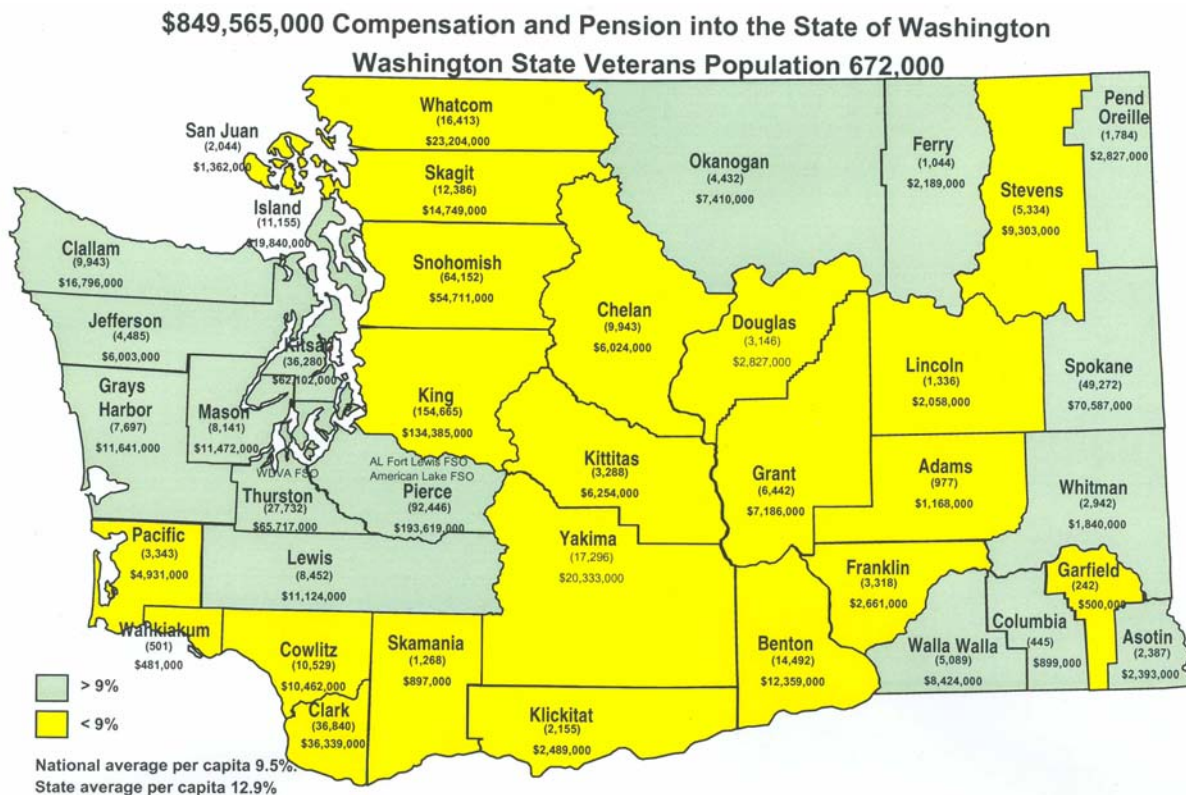 $849,565,000 Compensation and Pension into the State of Washington
Washington State Veterans Population 672,000
Whatcom
(16,413)
$23,204,000
San Juan
(2,044)
$1,362,000
Skagit
(12,386)
$14,749,000
Island
(11,155)
$19,840,000
Okanogan
(4,432)
$7,410,000
Ferry
(1,044)
$2,189,000
Stevens
(5,334)
$9,303,000
Pend
Oreille
(1,784)
$2,827,000
Clallam
(9,943)
$16,796,000
Snohomish
(64,152)
$54,711,000
Chelan
(9,943)
$6,024,000
Douglas
(3,146)
$2,827,000
Jefferson
(4,485)
$6,003,000
Kitsap
(36,280)
$62,102,000
Lincoln
(1,336)
$2,058,000
Spokane
(49,272)
$70,587,000
Grays
Harbor
(7,697)
$11,641,000
Mason
(8,141)
$11,472,000
King
(154,665)
$134,385,000
Kittitas
(3,288)
$6,254,000
Grant
(6,442)
$7,186,000
Adams
(977)
$1,168,000
Whitman
(2,942)
$1,840,000
WDVA FSO
Thurston
(27,732)
$65,717,000
AL Fort Lewis FSO
American Lake FSO
Pierce
(92,446)
$193,619,000
Pacific
(3,343)
$4,931,000
Lewis
(8,452)
$11,124,000
Yakima
(17,296)
$20,333,000
Franklin
(3,318)
$2,661,000
Garfield
(242)
$500,000
Wahkiakum
(501)
$481,000
Cowlitz
(10,529)
$10,462,000
Skamania
(1,268)
$897,000
Benton
(14,492)
$12,359,000
Walla Walla
(5,089)
$8,424,000
Columbia
(445)
$899,000
Asotin
(2,387)
$2,393,000
Clark
(36,840)
$36,339,000
Klickitat
(2,155)
$2,489,000
> 9%
< 9%
National average per capita 9.5%.
State average per capita 12.9%